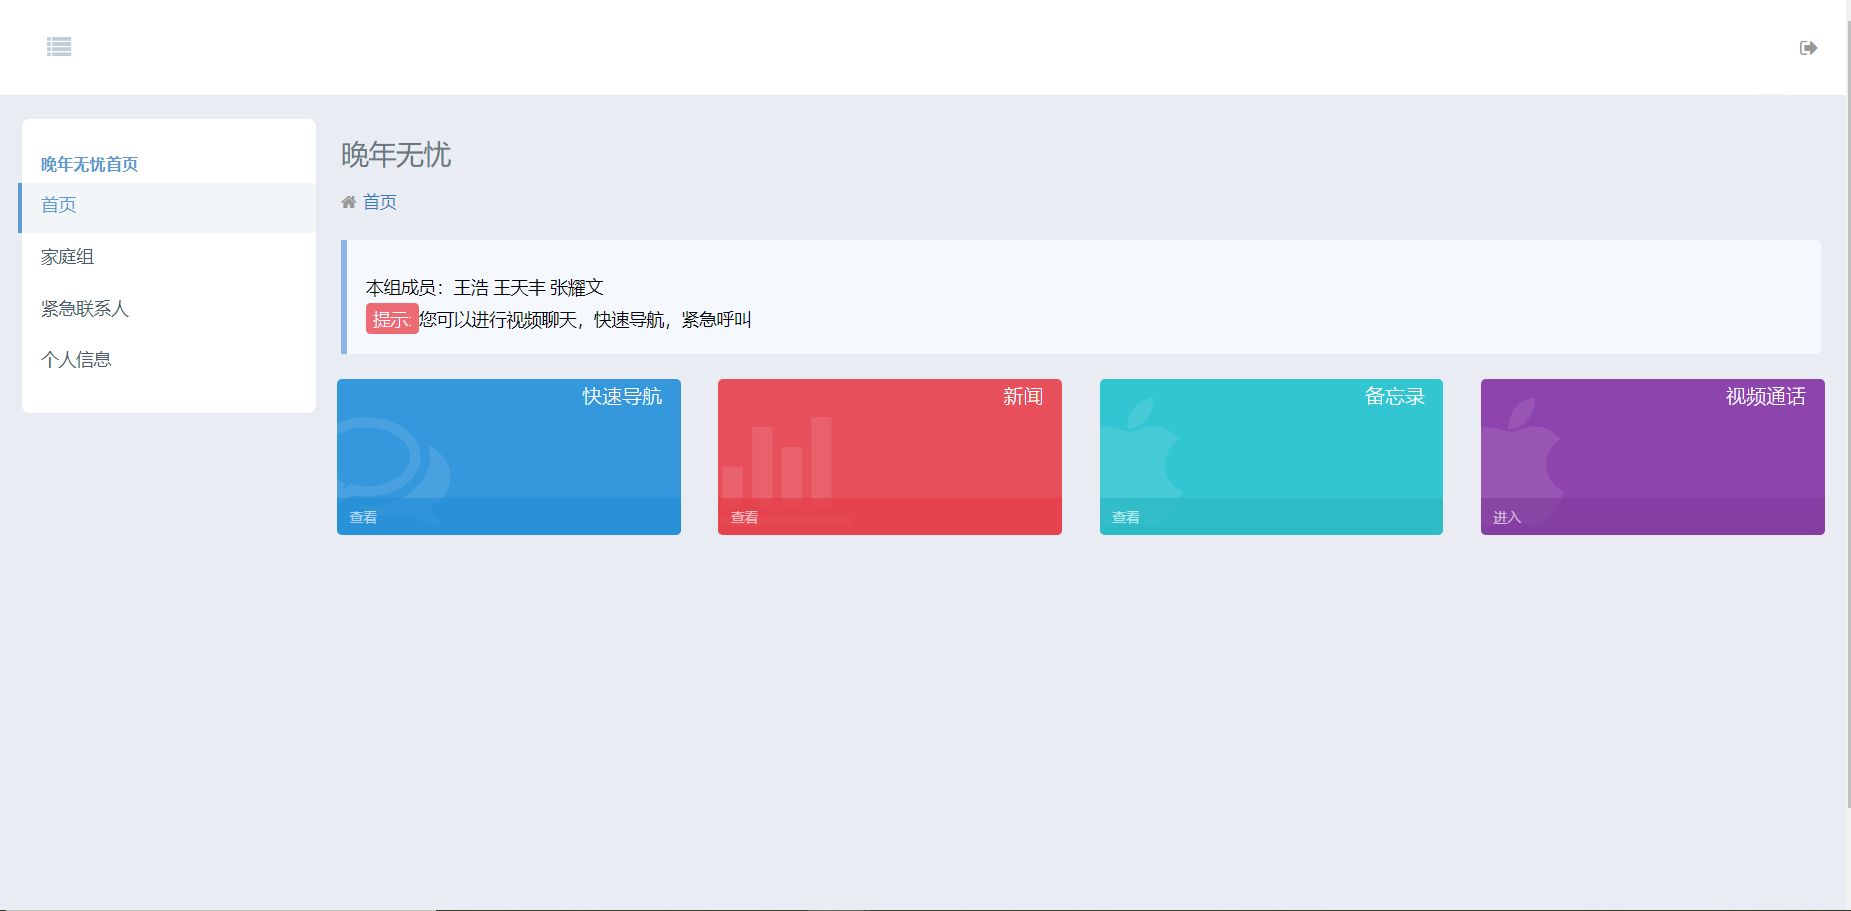 晚年无忧首页
首页
家庭组
紧急联系人
个人信息
晚年无忧
首页
本组成员：王浩 王天丰 张耀文
提示:您可以进行视频聊天，快速导航，紧急呼叫
快速导航
查看
新闻
查看
备忘录
查看
视频通话
进入